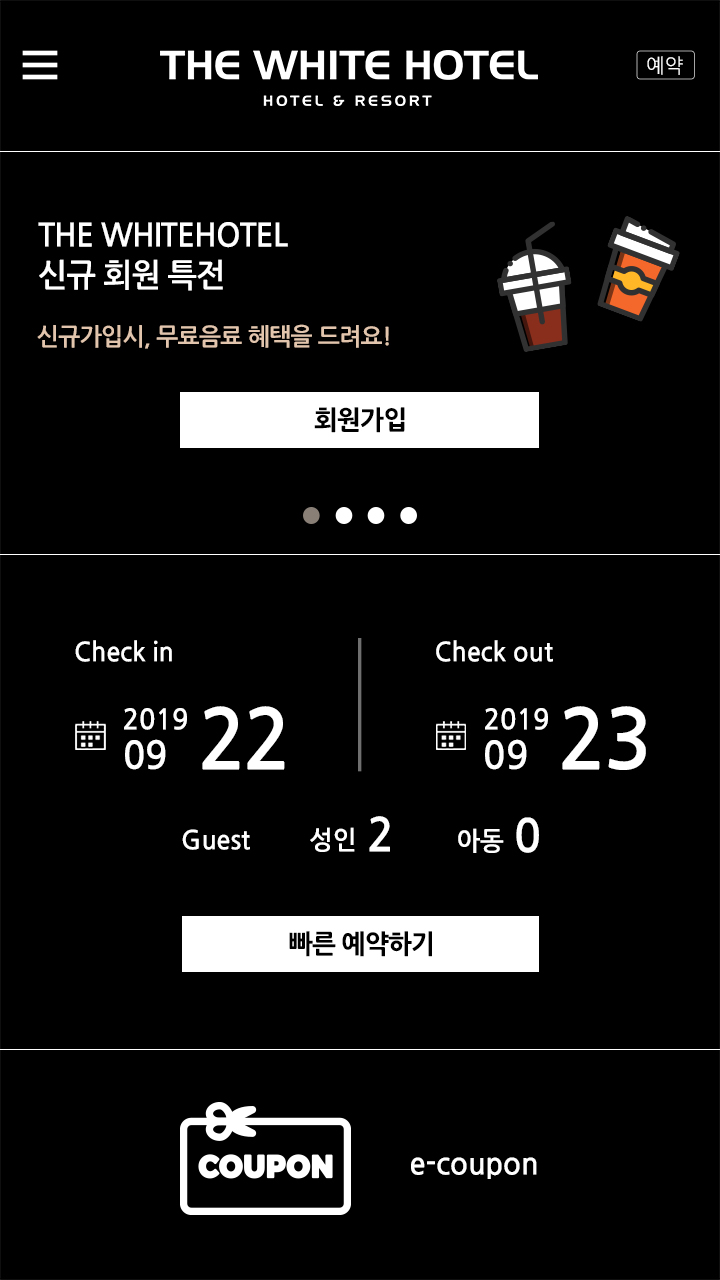 THE WHITE HOTEL
예약
HOTEL & RESORT
THE WHITEHOTEL
신규 회원 특전
신규가입시, 무료음료 혜택을 드려요!
회원가입
Check in
2019
09
22
Check out
2019
09
23
Guest 성인 2 아동 0
빠른 예약하기
COUPON
e-coupon